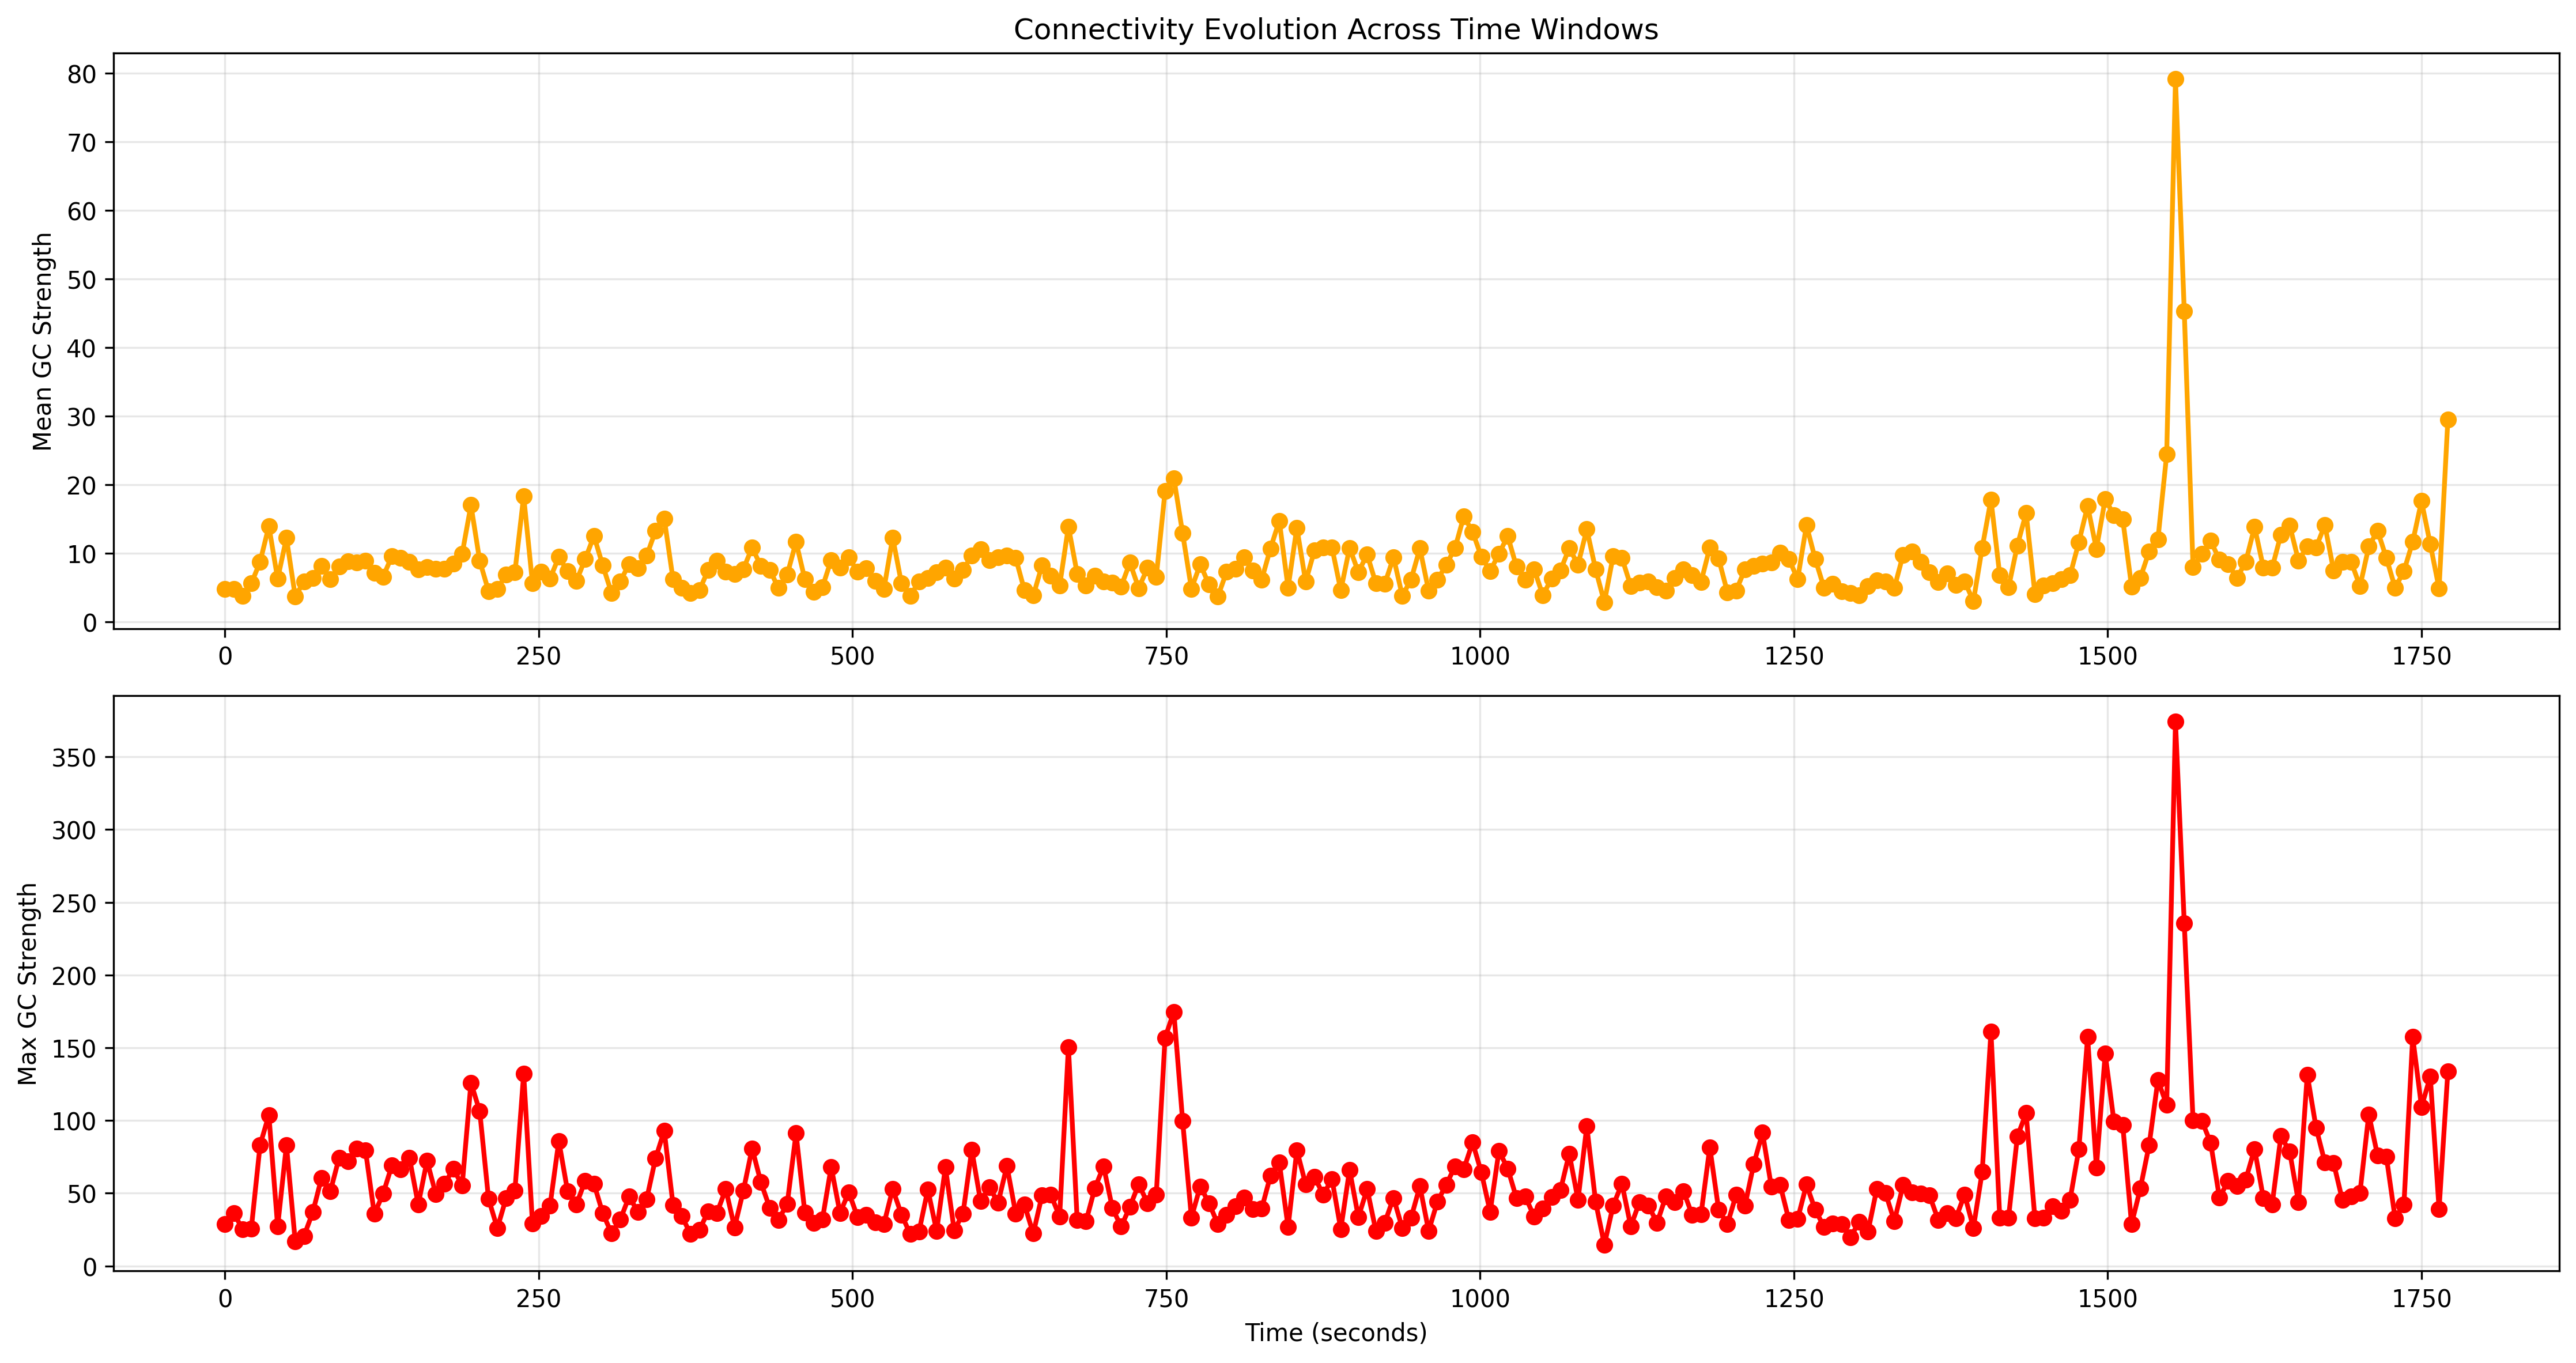 Connectivity Evolution Across Time Windows
80
70
60
50
40
30
20
10
0
Mean GC Strength
0 250 500 750 1000 1250 1500 1750
350
300
250
200
150
100
50
0
Max GC Strength
0 250 500 750 1000 1250 1500 1750
Time (seconds)